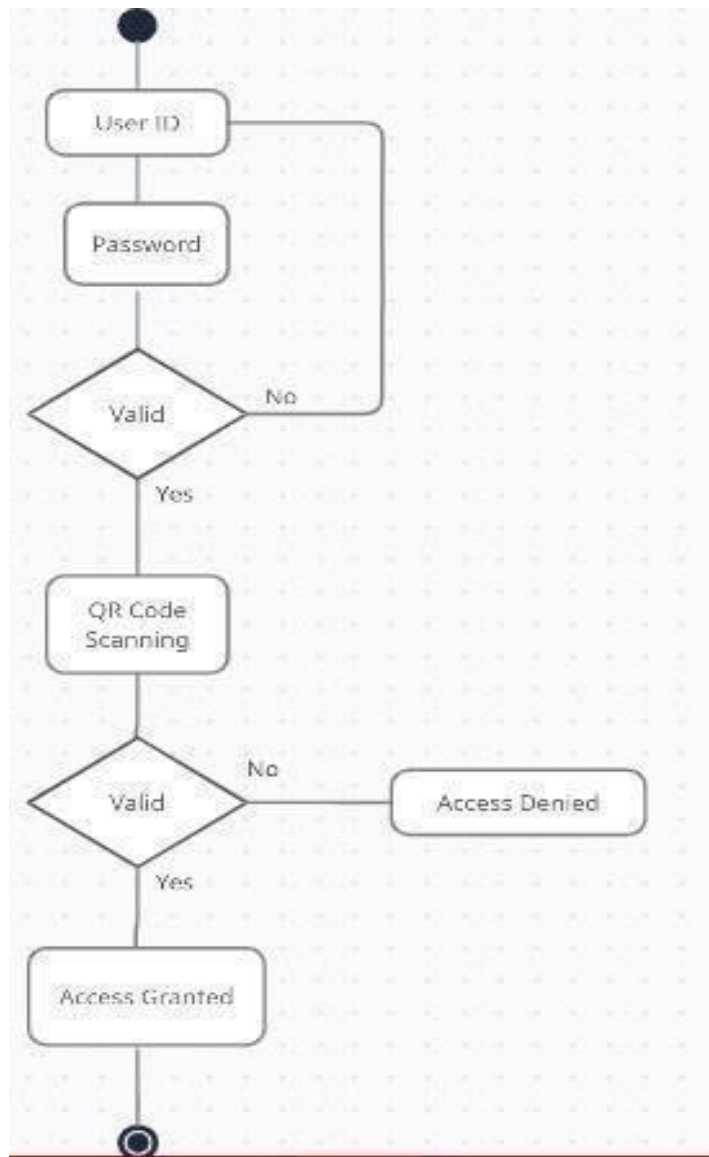 User ID
Password
Valid
No
Yes
QR Code
Scanning
Valid
No
Access Denied
Yes
Access Granted